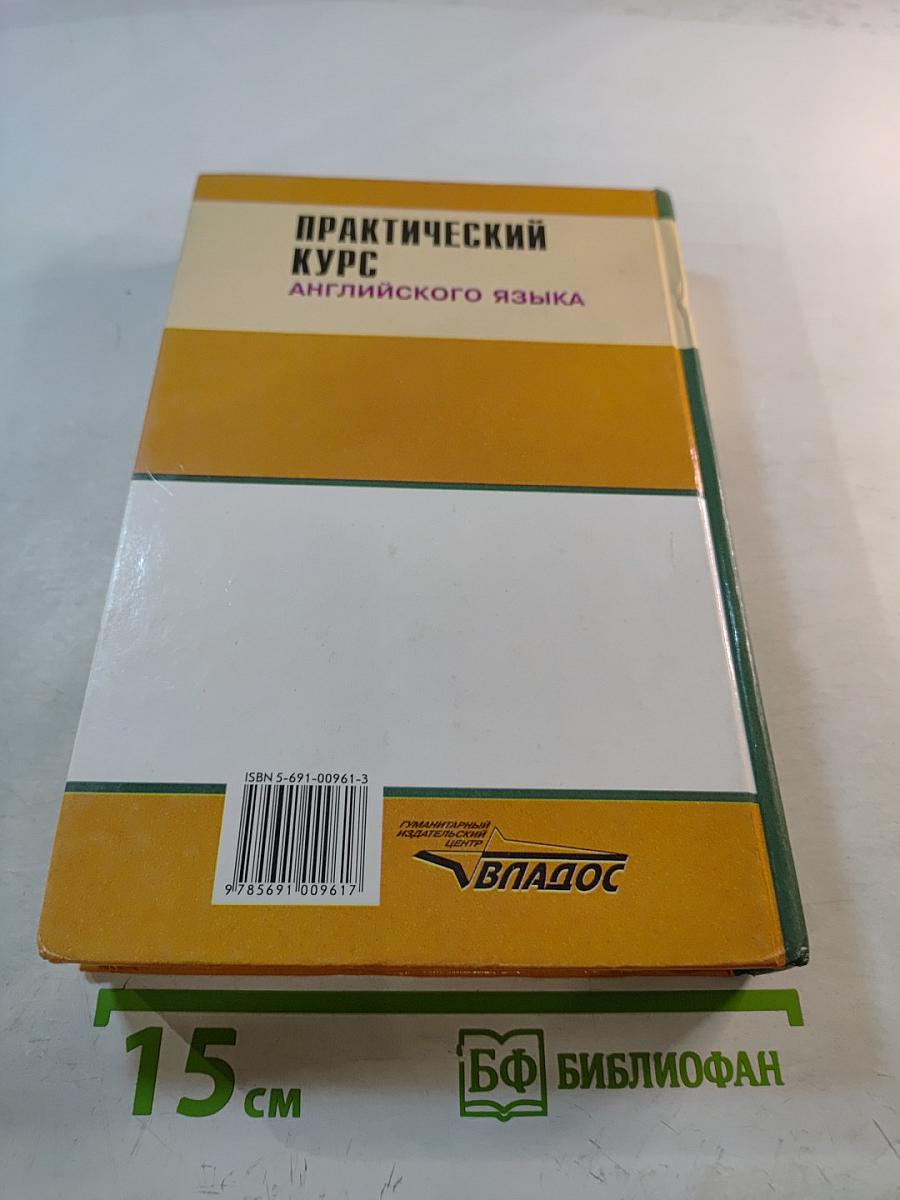 ПРАКТИЧЕСКИЙ
КУРС
АНГЛИЙСКОГО ЯЗЫКА
ISBN 5-691-00961-3
9 785691 009617
ГУМАНИТАРНЫЙ
ИЗДАТЕЛЬСКИЙ
ЦЕНТР
ВЛАДОС
15 СМ
БФ БИБЛИОФАН